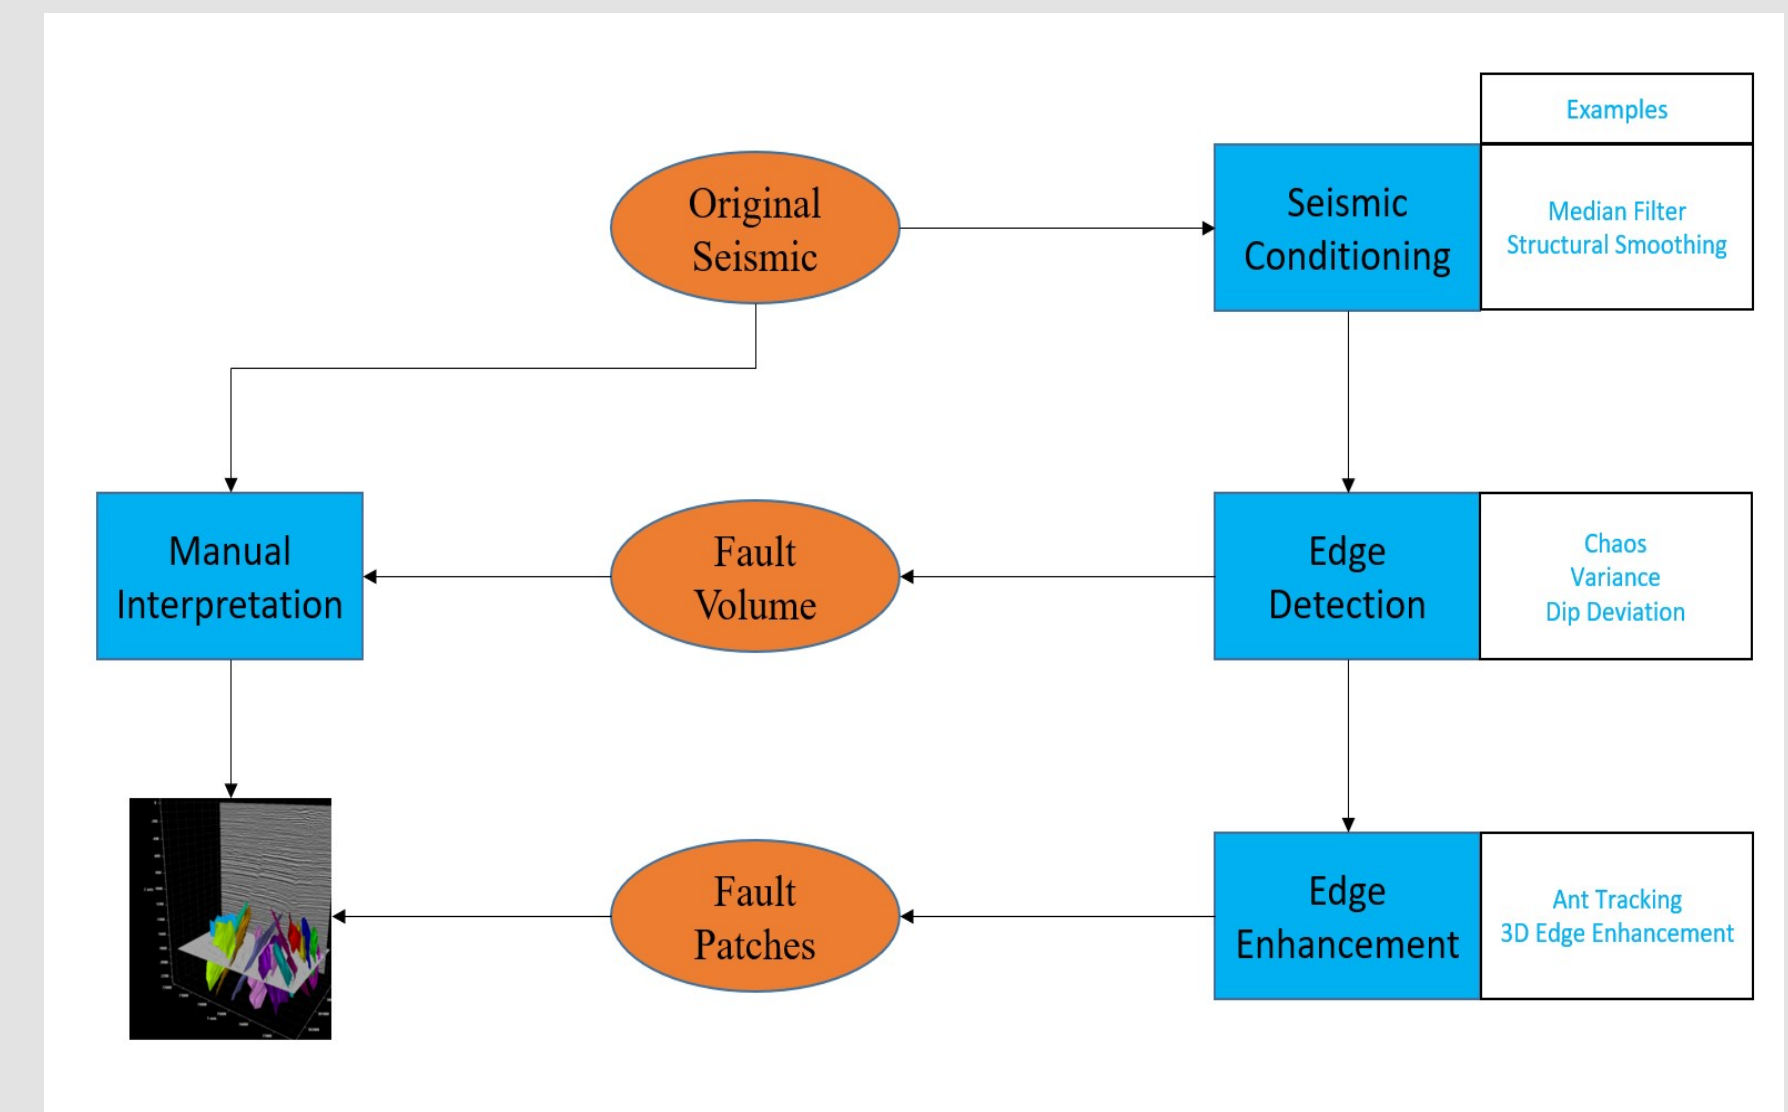 Examples
Original
Seismic
Seismic
Conditioning
Median Filter
Structural Smoothing
Manual
Interpretation
Fault
Volume
Edge
Detection
Chaos
Variance
Dip Deviation
Fault
Patches
Edge
Enhancement
Ant Tracking
3D Edge Enhancement